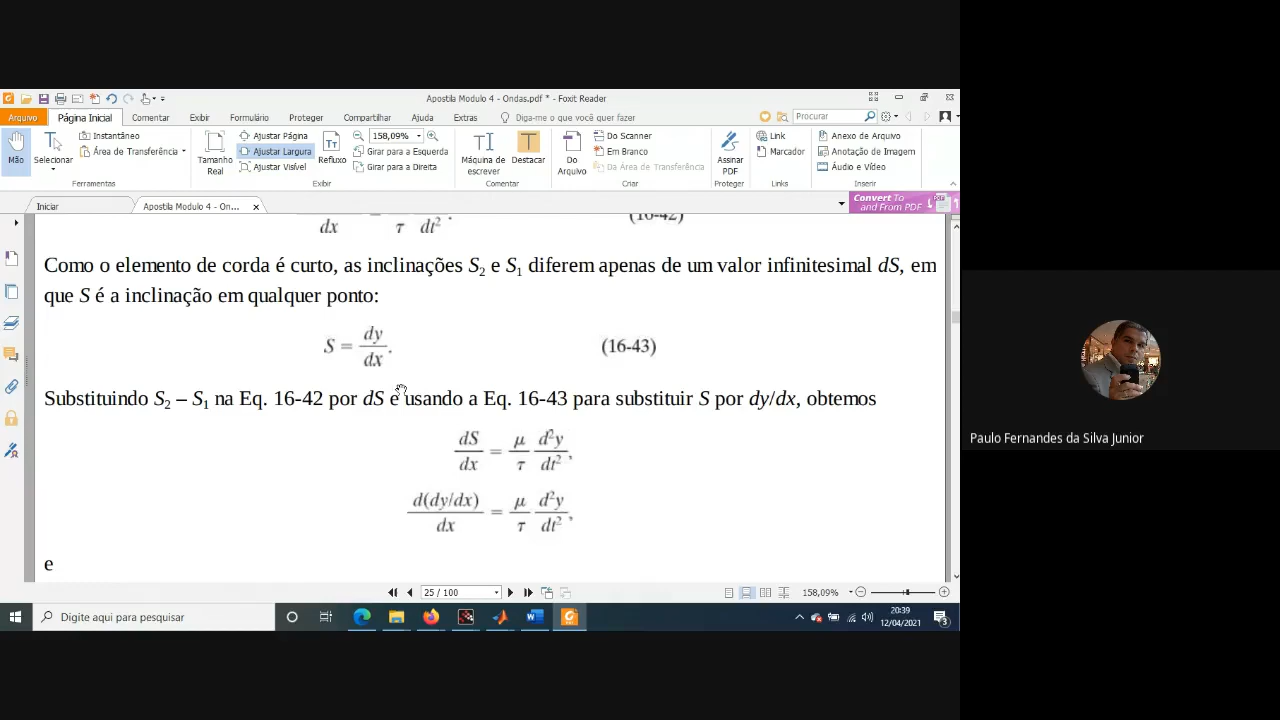 Apostila Modulo 4 - Ondas.pdf * - Foxit Reader
Arquivo Página Inicial Comentar Exibir Formulário Proteger Compartilhar Ajuda Extras Diga-me o que deseja fazer Procurar
Mão Selecionar Instantâneo Área de Transferência Tamanho Real Ajustar Página Ajustar Largura Ajustar Visível Refluxo 158,09% Girar para a Esquerda Girar para a Direita Máquina de escrever Destacar Do Arquivo Do Scanner Em Branco Da Área de Transferência Assinar PDF Link Marcador Anexo de Arquivo Anotação de Imagem Áudio e Vídeo
Ferramentas Exibir Comentar Criar Proteger Links Inserir
Iniciar Apostila Modulo 4 - On... Convert To and From PDF
dx τ dt² . (16-42)
Como o elemento de corda é curto, as inclinações S₂ e S₁ diferem apenas de um valor infinitesimal dS, em
que S é a inclinação em qualquer ponto:
S = dy/dx. (16-43)
Substituindo S₂ – S₁ na Eq. 16-42 por dS e usando a Eq. 16-43 para substituir S por dy/dx, obtemos
dS/dx = μ/τ d²y/dt²,
d(dy/dx)/dx = μ/τ d²y/dt²,
e
Paulo Fernandes da Silva Junior
25 / 100 158,09%
Digite aqui para pesquisar
20:39
12/04/2021
3